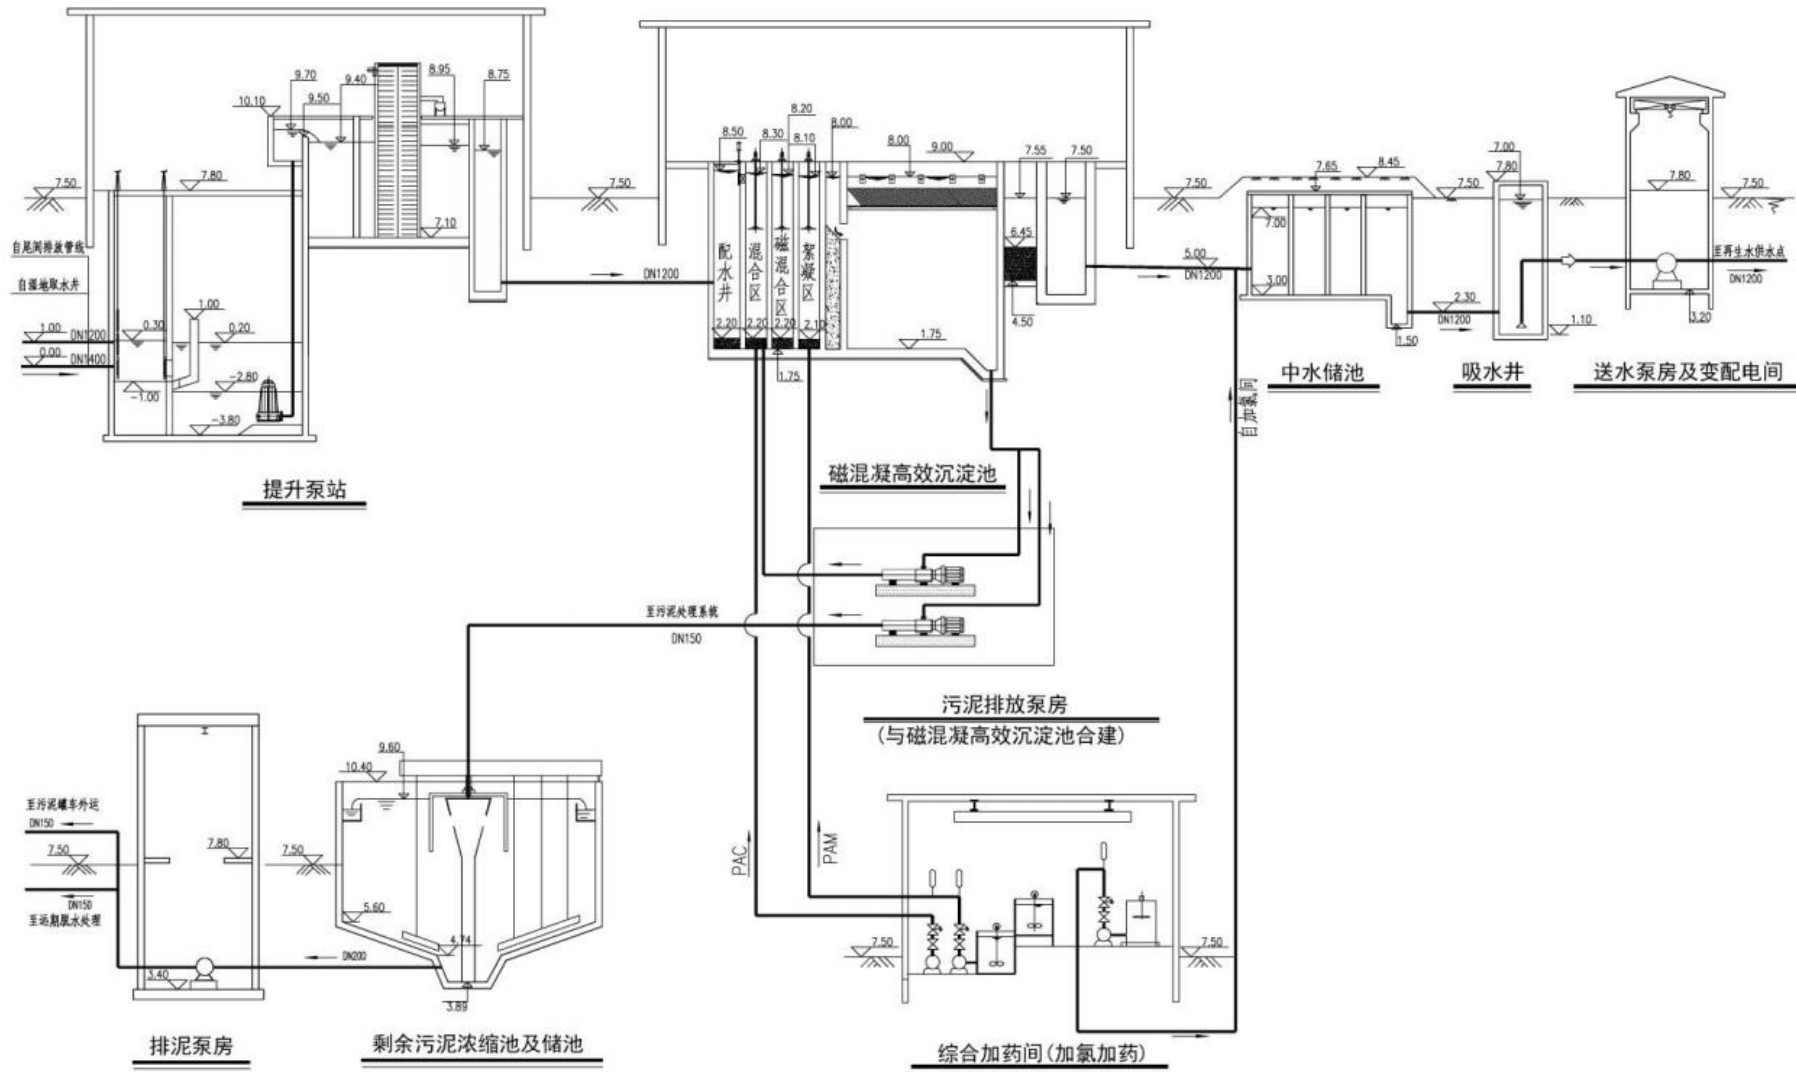 9.70
9.40
8.95
8.75
10.10
9.50
7.50
7.80
7.10
自尾闾排放管线
自湿地取水井
1.00
DN1200
0.00
DN1400
0.30
1.00
0.20
-1.00
-2.80
-3.80
提升泵站
DN1200
7.50
8.50
8.30
8.20
8.10
8.00
8.00
9.00
7.55
7.50
配水井
混合区
磁混合区
絮凝区
2.20
2.20
2.20
2.10
1.75
1.75
6.45
4.50
磁混凝高效沉淀池
7.50
5.00
DN1200
7.65
8.45
7.00
3.00
1.50
中水储池
自加氯间
7.50
7.00
7.80
2.30
DN1200
1.10
吸水井
7.80
7.50
至再生水供水点
DN1200
3.20
送水泵房及变配电间
至污泥处理系统
DN150
污泥排放泵房
(与磁混凝高效沉淀池合建)
至污泥罐车外运
DN150
7.50
DN150
至远期脱水处理
7.80
3.40
排泥泵房
7.50
10.40
9.60
5.60
4.74
DN200
3.89
剩余污泥浓缩池及储池
PAC
PAM
7.50
7.50
综合加药间(加氯加药)